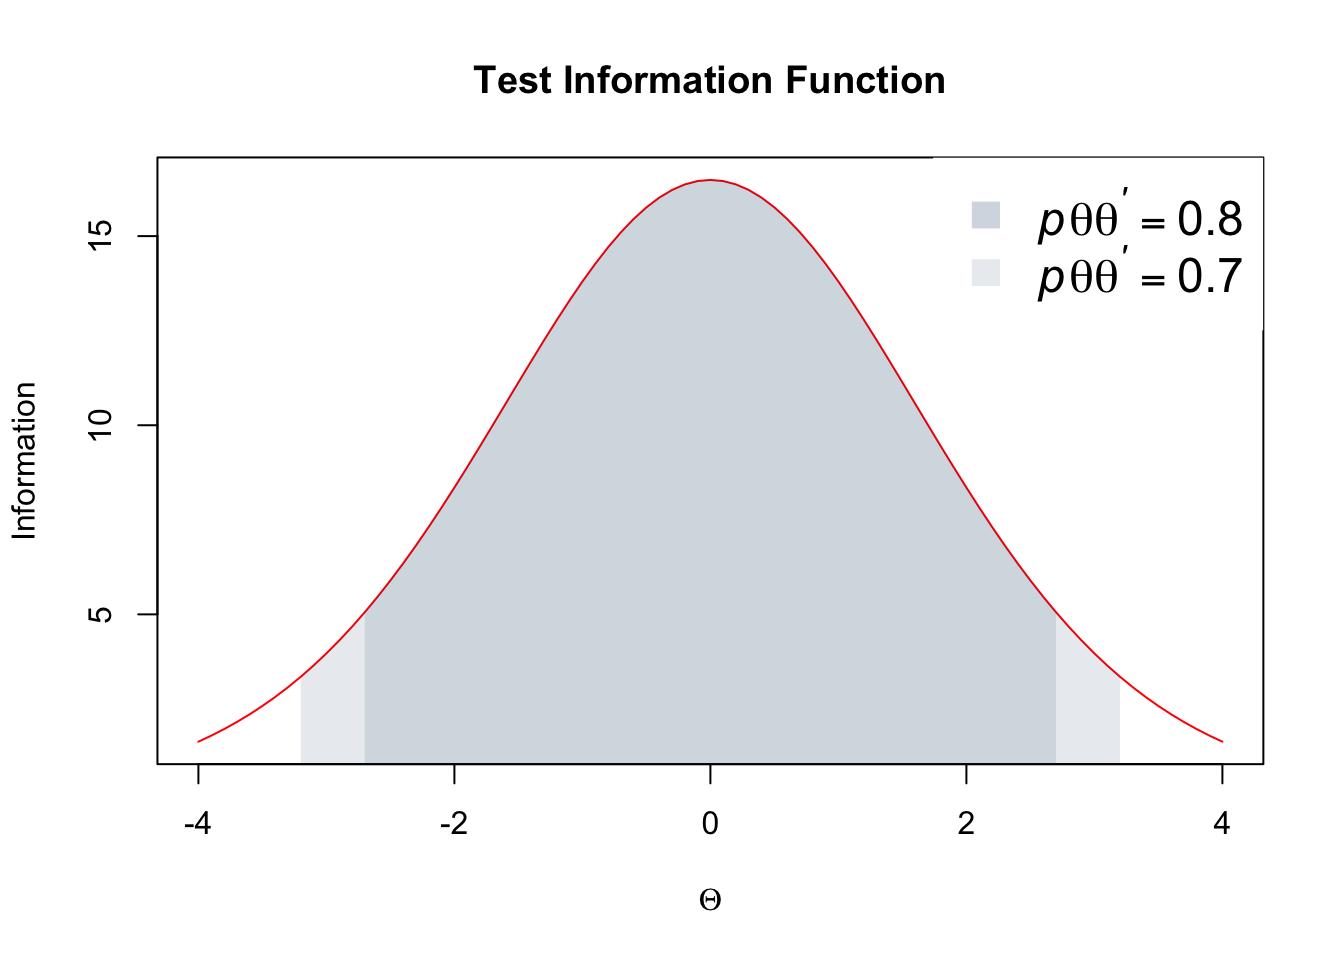 Test Information Function
pθθ′ = 0.8
pθθ′ = 0.7
Information
15
10
5
-4 -2 0 2 4
Θ